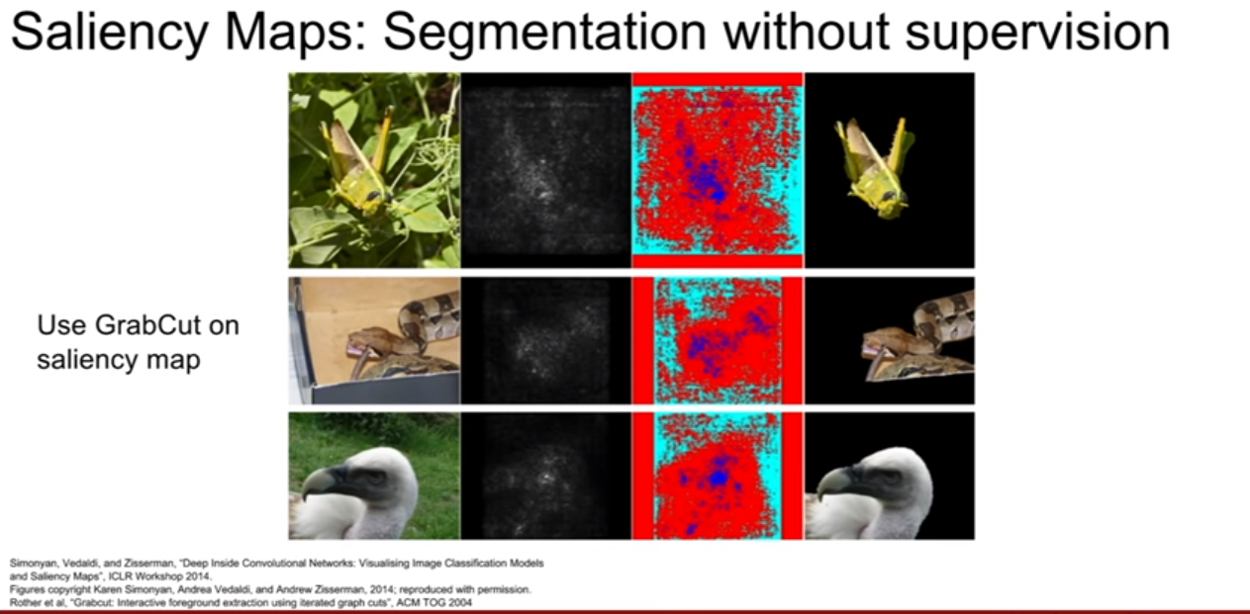 Saliency Maps: Segmentation without supervision
Use GrabCut on
saliency map
Simonyan, Vedaldi, and Zisserman, "Deep Inside Convolutional Networks: Visualising Image Classification Models
and Saliency Maps", ICLR Workshop 2014.
Figures copyright Karen Simonyan, Andrea Vedaldi, and Andrew Zisserman, 2014; reproduced with permission.
Rother et al, "Grabcut: Interactive foreground extraction using iterated graph cuts", ACM TOG 2004